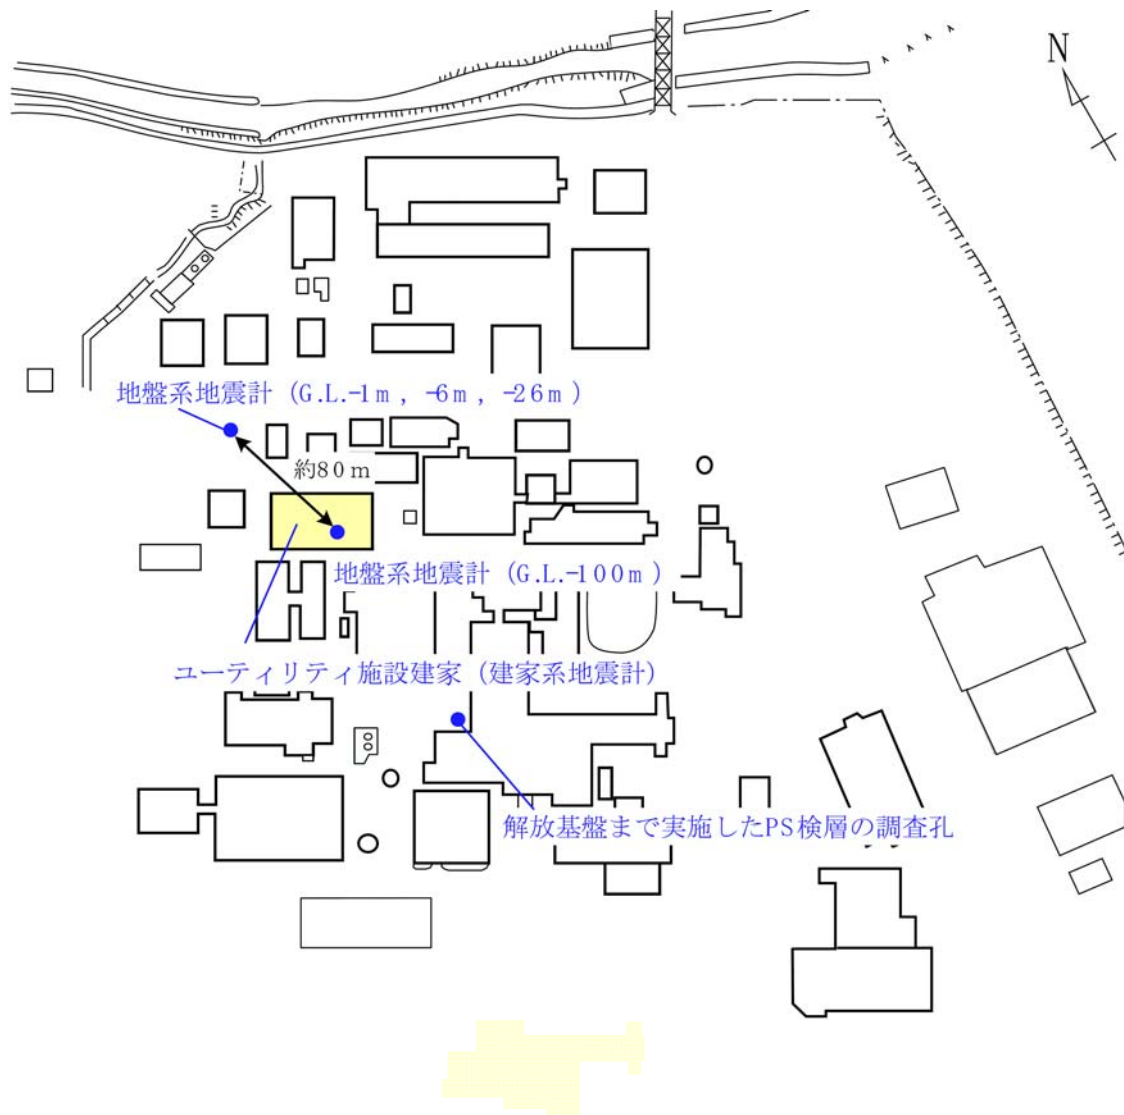 N
地盤系地震計（G.L.-1m，-6m，-26m）
約80m
地盤系地震計（G.L.-100m）
ユーティリティ施設建家（建家系地震計）
解放基盤まで実施したPS検層の調査孔